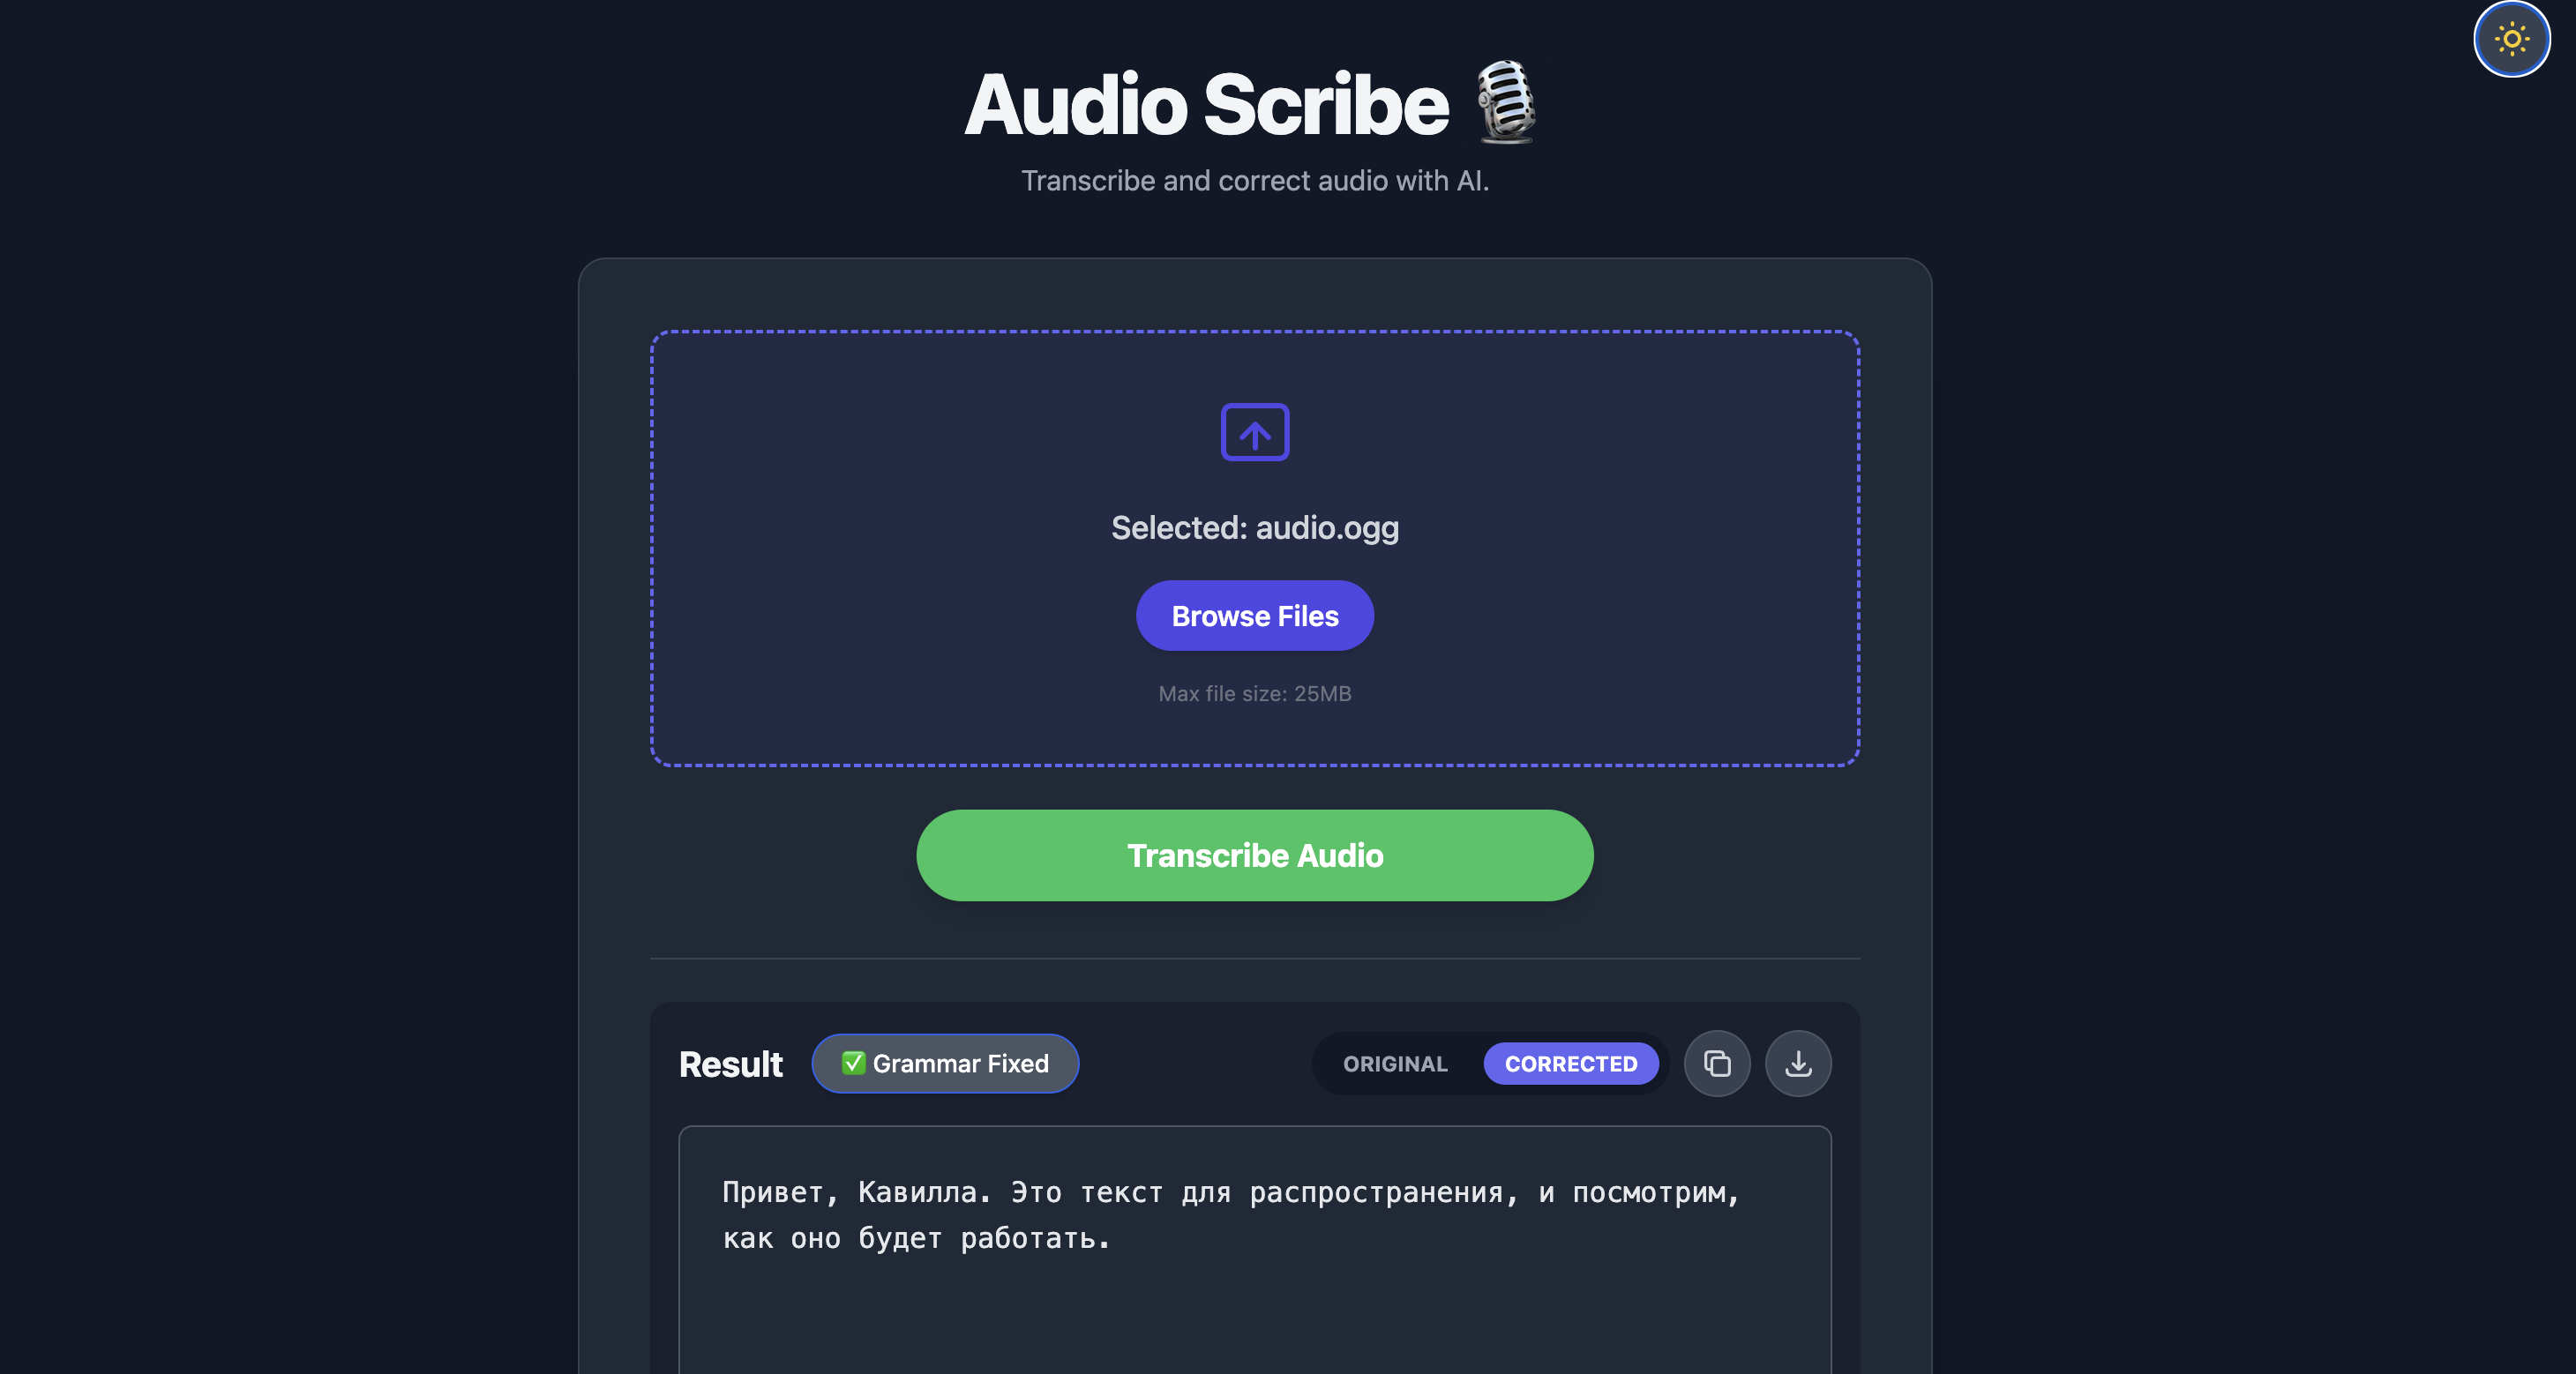 Audio Scribe
Transcribe and correct audio with AI.
Selected: audio.ogg
Browse Files
Max file size: 25MB
Transcribe Audio
Result
✅ Grammar Fixed
ORIGINAL
CORRECTED
Привет, Кавилла. Это текст для распространения, и посмотрим,
как оно будет работать.